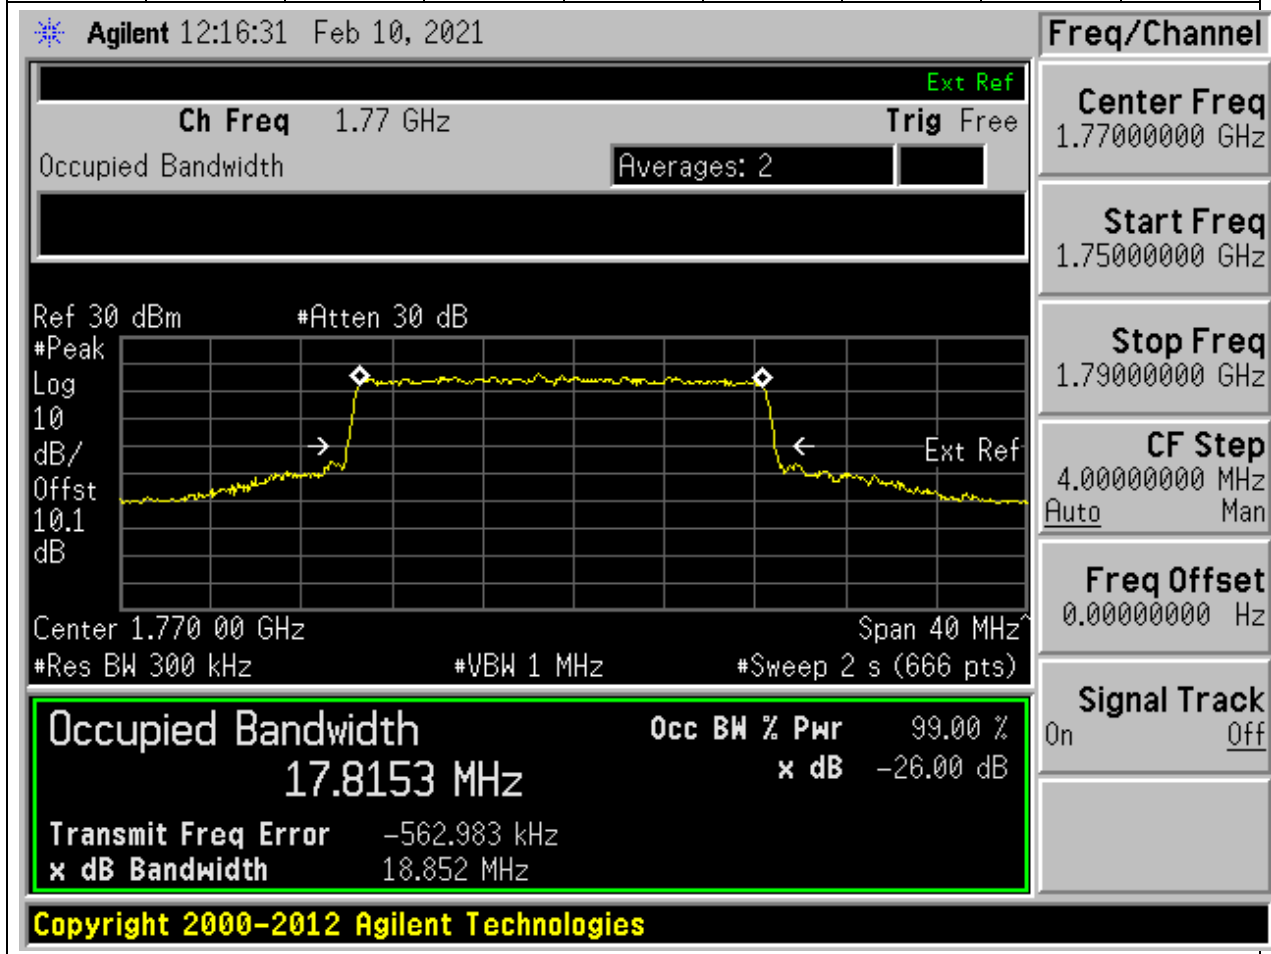 Agilent 12:16:31 Feb 10, 2021
Freq/Channel
Ext Ref
Ch Freq 1.77 GHz
Trig Free
Occupied Bandwidth
Averages: 2
Ref 30 dBm
#Atten 30 dB
#Peak
Log
10
dB/
Offst
10.1
dB
Ext Ref
Center 1.770 00 GHz
Span 40 MHz^
#Res BW 300 kHz
#VBW 1 MHz
#Sweep 2 s (666 pts)
Occupied Bandwidth
17.8153 MHz
Occ BW % Pwr 99.00 %
x dB -26.00 dB
Transmit Freq Error -562.983 kHz
x dB Bandwidth 18.852 MHz
Center Freq
1.77000000 GHz
Start Freq
1.75000000 GHz
Stop Freq
1.79000000 GHz
CF Step
4.00000000 MHz
Auto Man
Freq Offset
0.00000000 Hz
Signal Track
On Off
Copyright 2000-2012 Agilent Technologies